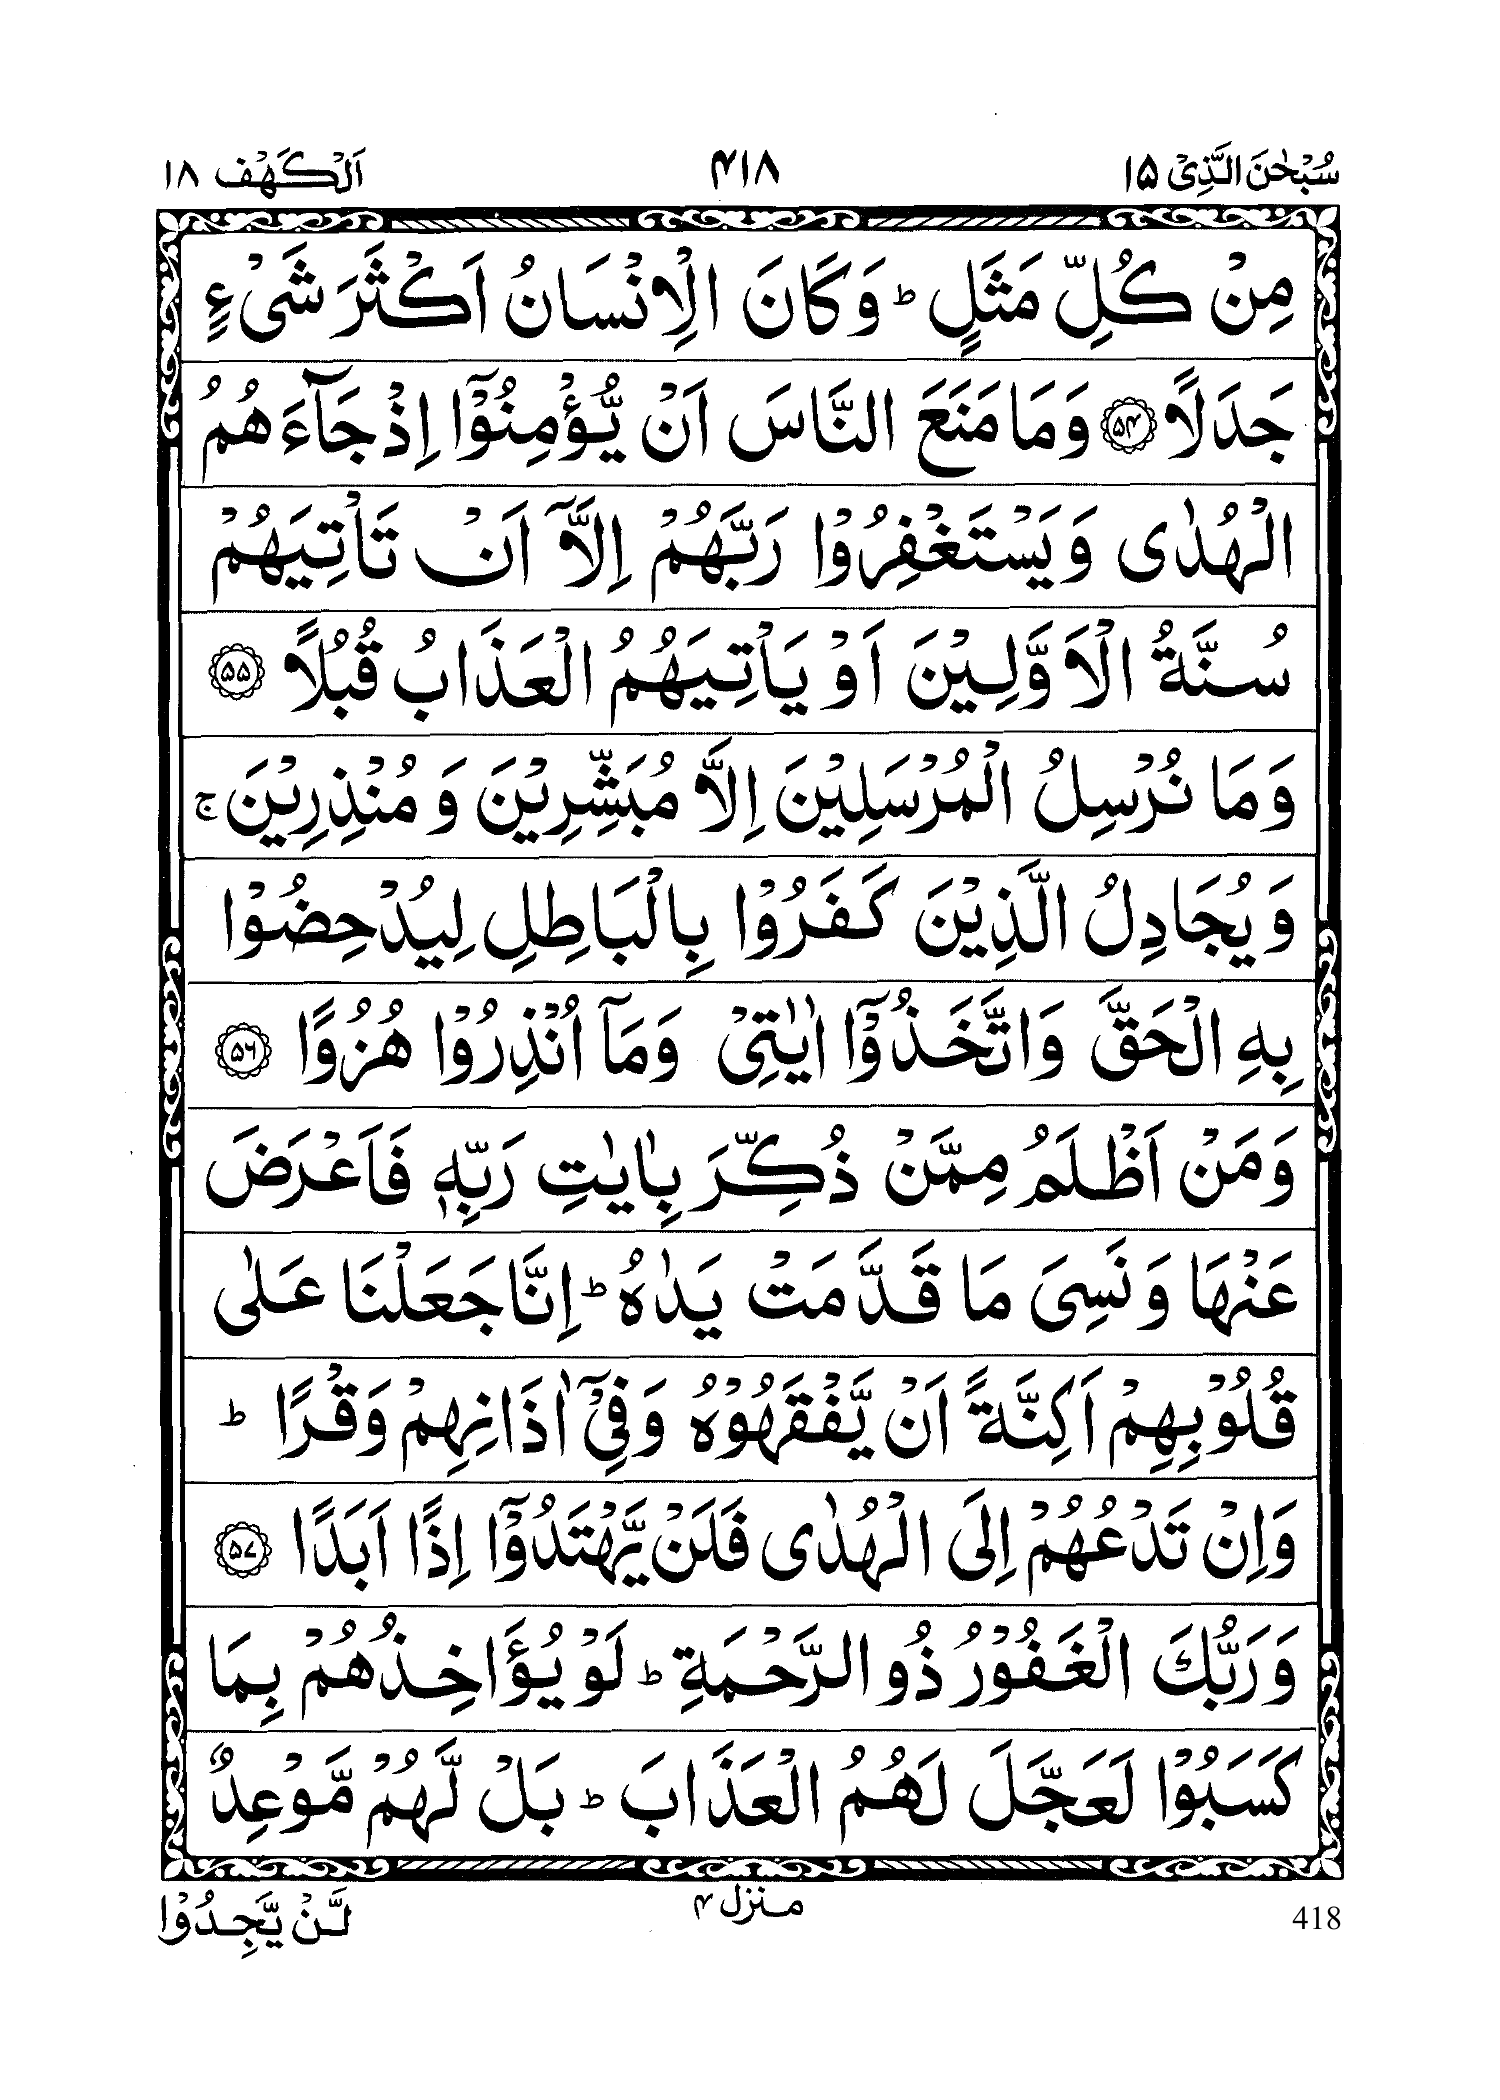 سُبْحٰنَ الَّذِیْ ۱۵
۴۱۸
اَلْكَهْف ۱۸
مِنْ كُلِّ مَثَلٍ ؕ وَكَانَ الْاِنْسَانُ اَكْثَرَ شَیْءٍ
جَدَلًا ۵۴ وَمَا مَنَعَ النَّاسَ اَنْ یُّؤْمِنُوْۤا اِذْ جَآءَهُمُ
الْهُدٰی وَیَسْتَغْفِرُوْا رَبَّهُمْ اِلَّاۤ اَنْ تَاْتِیَهُمْ
سُنَّةُ الْاَوَّلِیْنَ اَوْ یَاْتِیَهُمُ الْعَذَابُ قُبُلًا ۵۵
وَمَا نُرْسِلُ الْمُرْسَلِیْنَ اِلَّا مُبَشِّرِیْنَ وَ مُنْذِرِیْنَ ۚ
وَیُجَادِلُ الَّذِیْنَ كَفَرُوْا بِالْبَاطِلِ لِیُدْحِضُوْا
بِهِ الْحَقَّ وَاتَّخَذُوْۤا اٰیٰتِیْ وَمَاۤ اُنْذِرُوْا هُزُوًا ۵۶
وَمَنْ اَظْلَمُ مِمَّنْ ذُكِّرَ بِاٰیٰتِ رَبِّهٖ فَاَعْرَضَ
عَنْهَا وَنَسِیَ مَا قَدَّمَتْ یَدٰهُ ؕ اِنَّا جَعَلْنَا عَلٰی
قُلُوْبِهِمْ اَكِنَّةً اَنْ یَّفْقَهُوْهُ وَفِیْۤ اٰذَانِهِمْ وَقْرًا ؕ
وَاِنْ تَدْعُهُمْ اِلَی الْهُدٰی فَلَنْ یَّهْتَدُوْۤا اِذًا اَبَدًا ۵۷
وَرَبُّكَ الْغَفُوْرُ ذُو الرَّحْمَةِ ؕ لَوْ یُؤَاخِذُهُمْ بِمَا
كَسَبُوْا لَعَجَّلَ لَهُمُ الْعَذَابَ ؕ بَلْ لَّهُمْ مَّوْعِدٌ
418
منزل ۴
لَّنْ یَّجِدُوْا